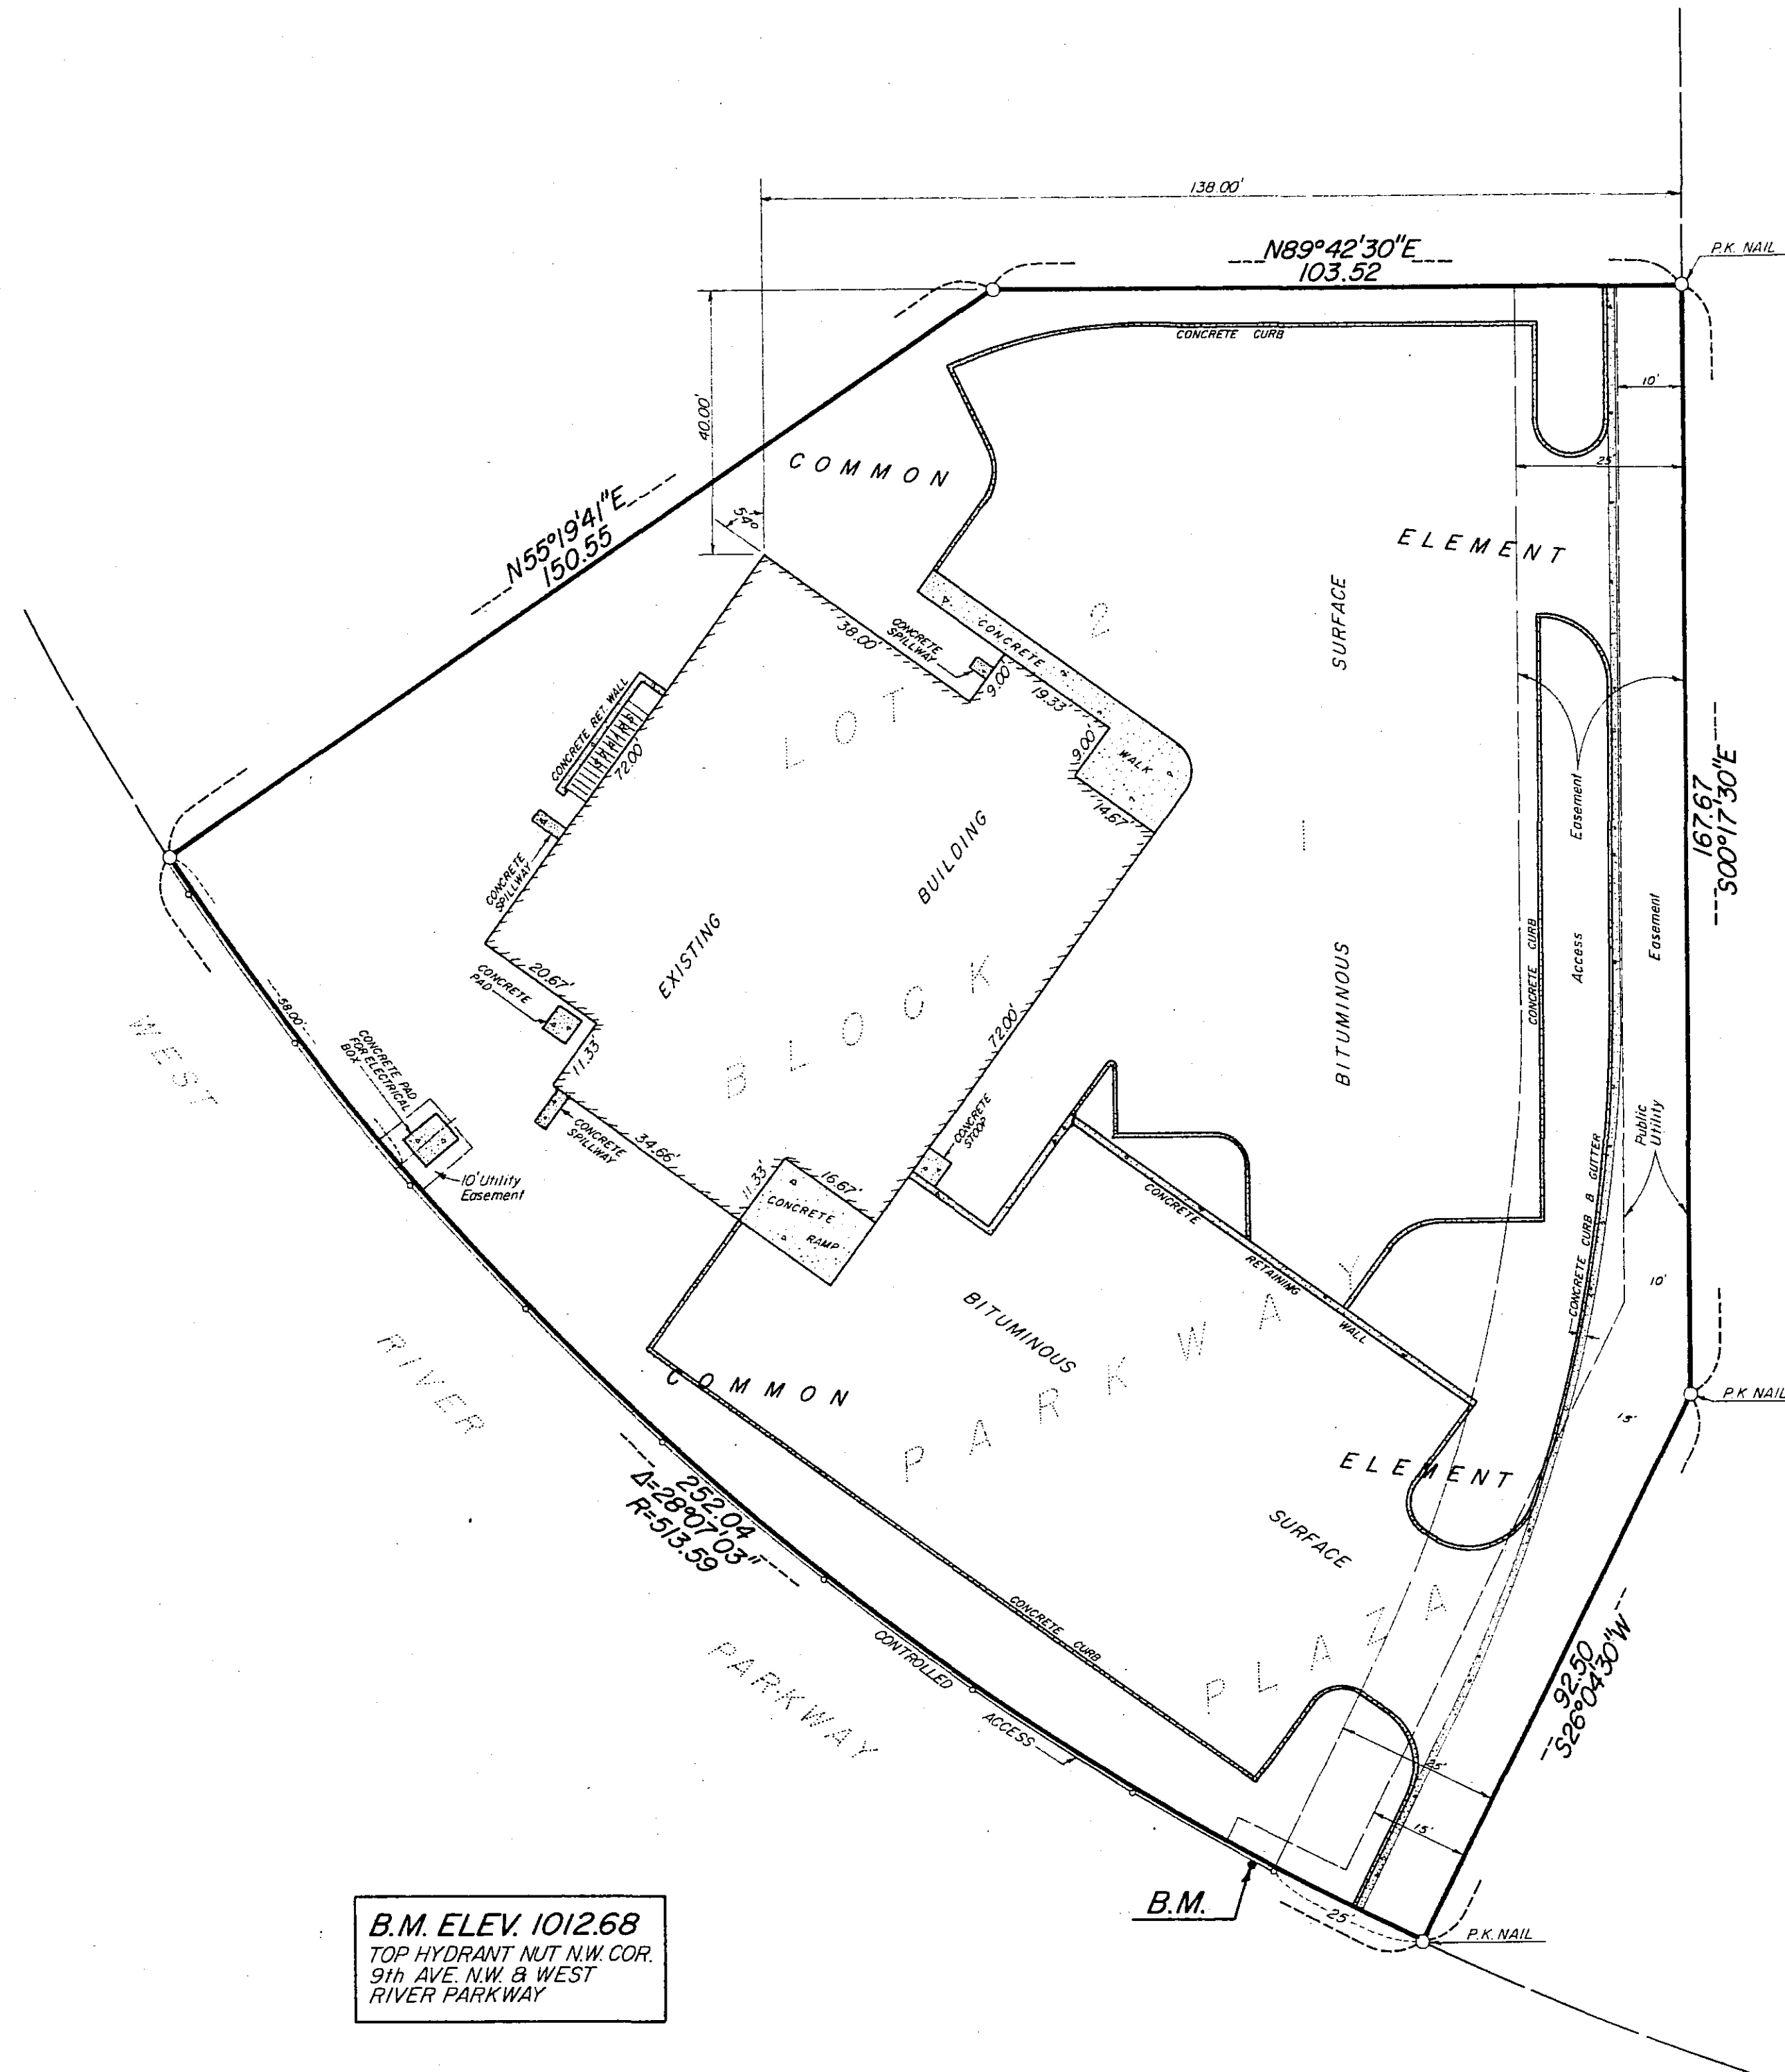 138.00'
N89°42'30"E
103.52
P.K. NAIL
CONCRETE CURB
10'
40.00'
25'
COMMON
54°
ELEMENT
N55°19'41"E
150.55
2
SURFACE
CONCRETE
CONCRETE
SPILLWAY
38.00'
9.00'
19.33'
CONCRETE RET. WALL
STAIRS
72.00'
LOT
9.00'
WALK
14.67'
1
167.67
S00°17'30"E
Easement
Access
Easement
CONCRETE
SPILLWAY
BUILDING
EXISTING
BLOCK
BITUMINOUS
CONCRETE CURB
20.67'
CONCRETE
PAD
11.33'
58.00'
WEST
CONCRETE PAD
FOR ELECTRICAL
BOX
10' Utility
Easement
CONCRETE
SPILLWAY
34.66'
72.00'
CONCRETE
STOOP
Public
Utility
11.33'
16.67'
CONCRETE
RAMP
CONCRETE
RETAINING
WALL
CONCRETE CURB & GUTTER
10'
BITUMINOUS
PARKWAY
RIVER
COMMON
P.K. NAIL
15'
ELEMENT
252.04
Δ=28°07'03"
R=513.59
SURFACE
CONCRETE CURB
PLAZA
92.50
S26°04'30"W
CONTROLLED
ACCESS
PARKWAY
25'
15'
B.M.
25'
P.K. NAIL
B.M. ELEV. 1012.68
TOP HYDRANT NUT N.W. COR.
9th AVE. N.W. & WEST
RIVER PARKWAY